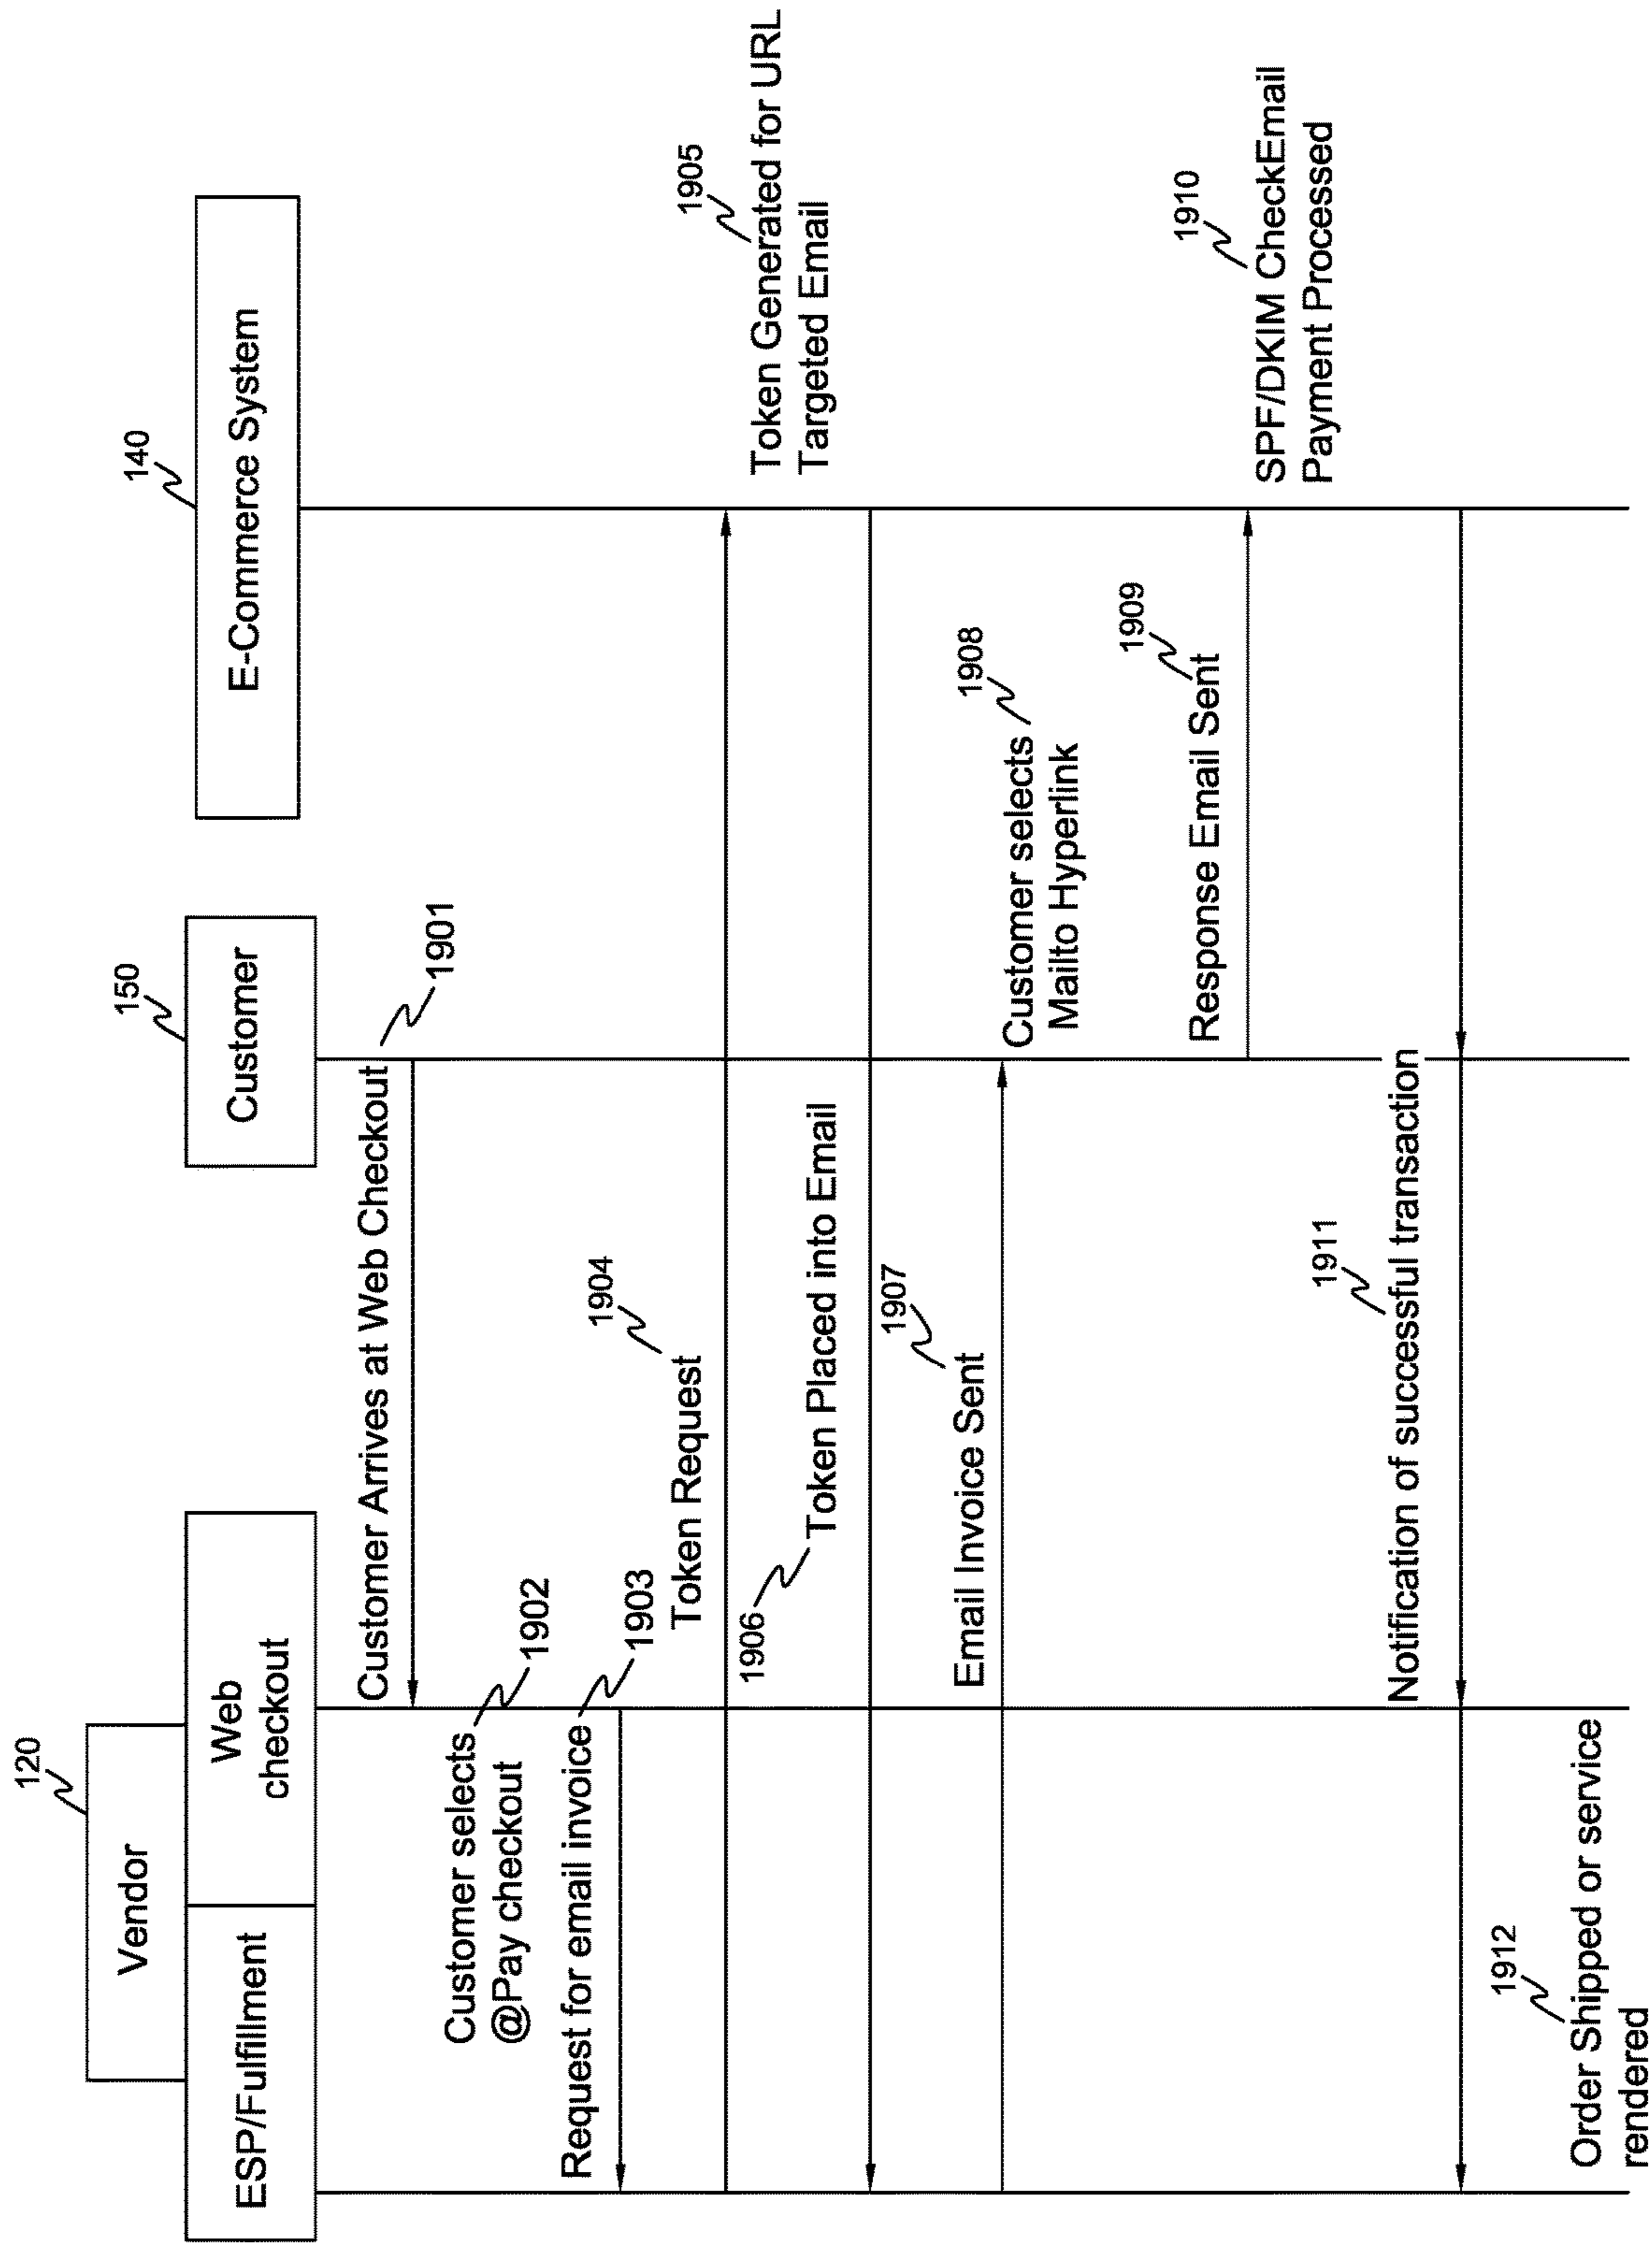 120
Vendor
ESP/Fulfillment
Web
checkout
150
Customer
140
E-Commerce System
Customer Arrives at Web Checkout
1901
Customer selects
@Pay checkout
1902
Request for email invoice
1903
Token Request
1904
1905
Token Generated for URL
Targeted Email
1906
Token Placed into Email
1907
Email Invoice Sent
1908
Customer selects
Mailto Hyperlink
1909
Response Email Sent
1910
SPF/DKIM CheckEmail
Payment Processed
1911
Notification of successful transaction
1912
Order Shipped or service
rendered